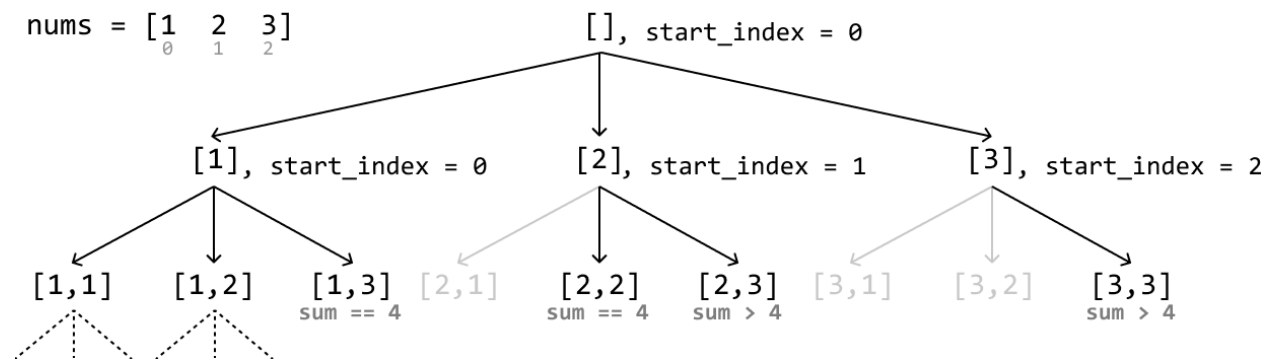 nums = [1 2 3]
0 1 2
[], start_index = 0
[1], start_index = 0
[2], start_index = 1
[3], start_index = 2
[1,1] [1,2] [1,3] [2,1] [2,2] [2,3] [3,1] [3,2] [3,3]
sum == 4 sum == 4 sum > 4 sum > 4